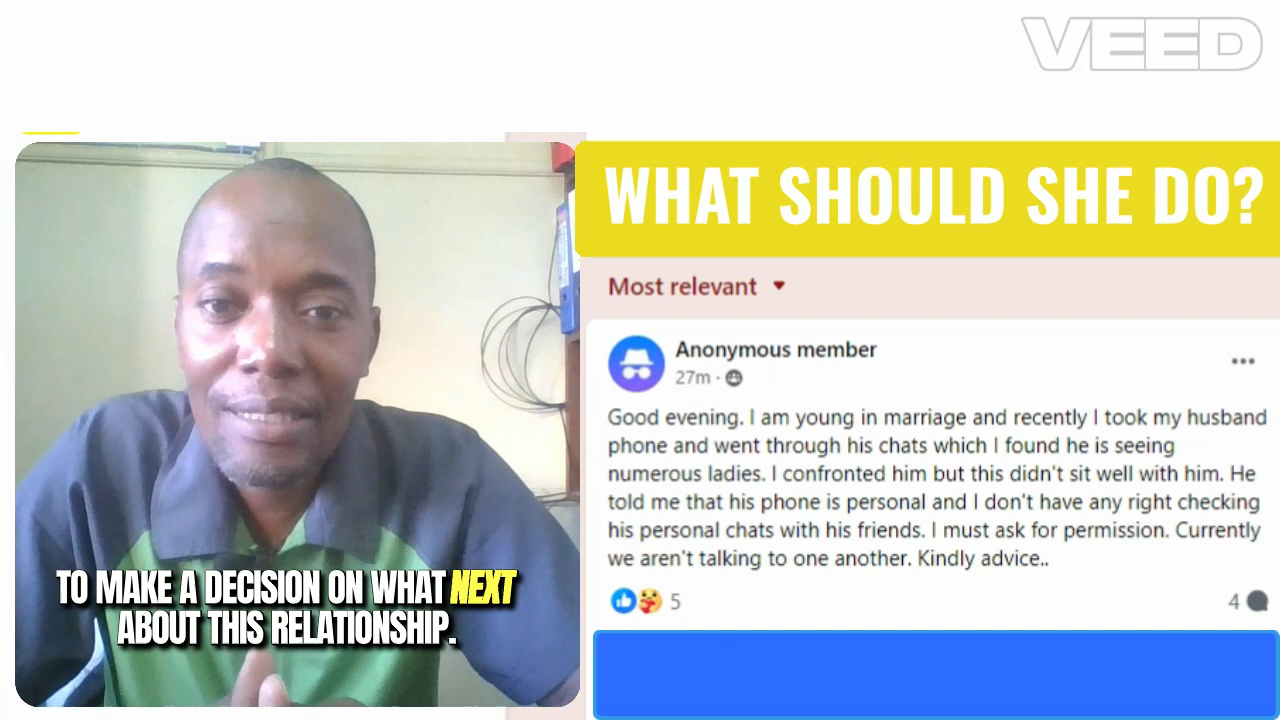 VEED
WHAT SHOULD SHE DO?
Most relevant
Anonymous member
27m ·
Good evening. I am young in marriage and recently I took my husband
phone and went through his chats which I found he is seeing
numerous ladies. I confronted him but this didn't sit well with him. He
told me that his phone is personal and I don't have any right checking
his personal chats with his friends. I must ask for permission. Currently
we aren't talking to one another. Kindly advice..
5
4
TO MAKE A DECISION ON WHAT NEXT
ABOUT THIS RELATIONSHIP.